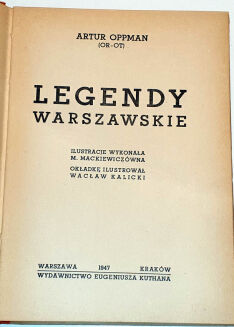 ARTUR OPPMAN
(OR-OT)
LEGENDY
WARSZAWSKIE
ILUSTRACJE WYKONAŁA
M. MACKIEWICZÓWNA
OKŁADKĘ ILUSTROWAŁ
WACŁAW KALICKI
WARSZAWA 1947 KRAKÓW
WYDAWNICTWO EUGENIUSZA KUTHANA